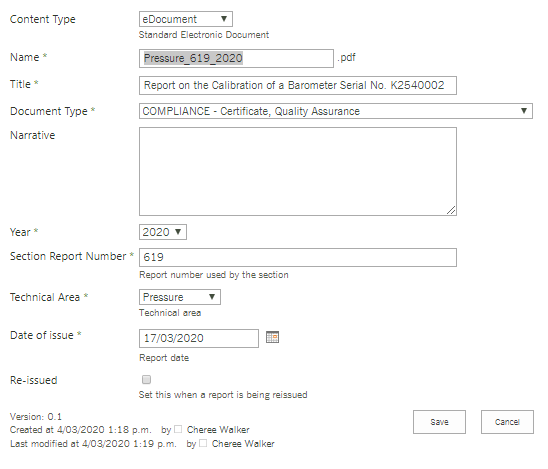 Content Type eDocument
Standard Electronic Document
Name * Pressure_619_2020 .pdf
Title * Report on the Calibration of a Barometer Serial No. K2540002
Document Type * COMPLIANCE - Certificate, Quality Assurance
Narrative
Year * 2020
Section Report Number * 619
Report number used by the section
Technical Area * Pressure
Technical area
Date of issue * 17/03/2020
Report date
Re-issued
Set this when a report is being reissued
Version: 0.1
Created at 4/03/2020 1:18 p.m. by Cheree Walker
Last modified at 4/03/2020 1:19 p.m. by Cheree Walker
Save Cancel